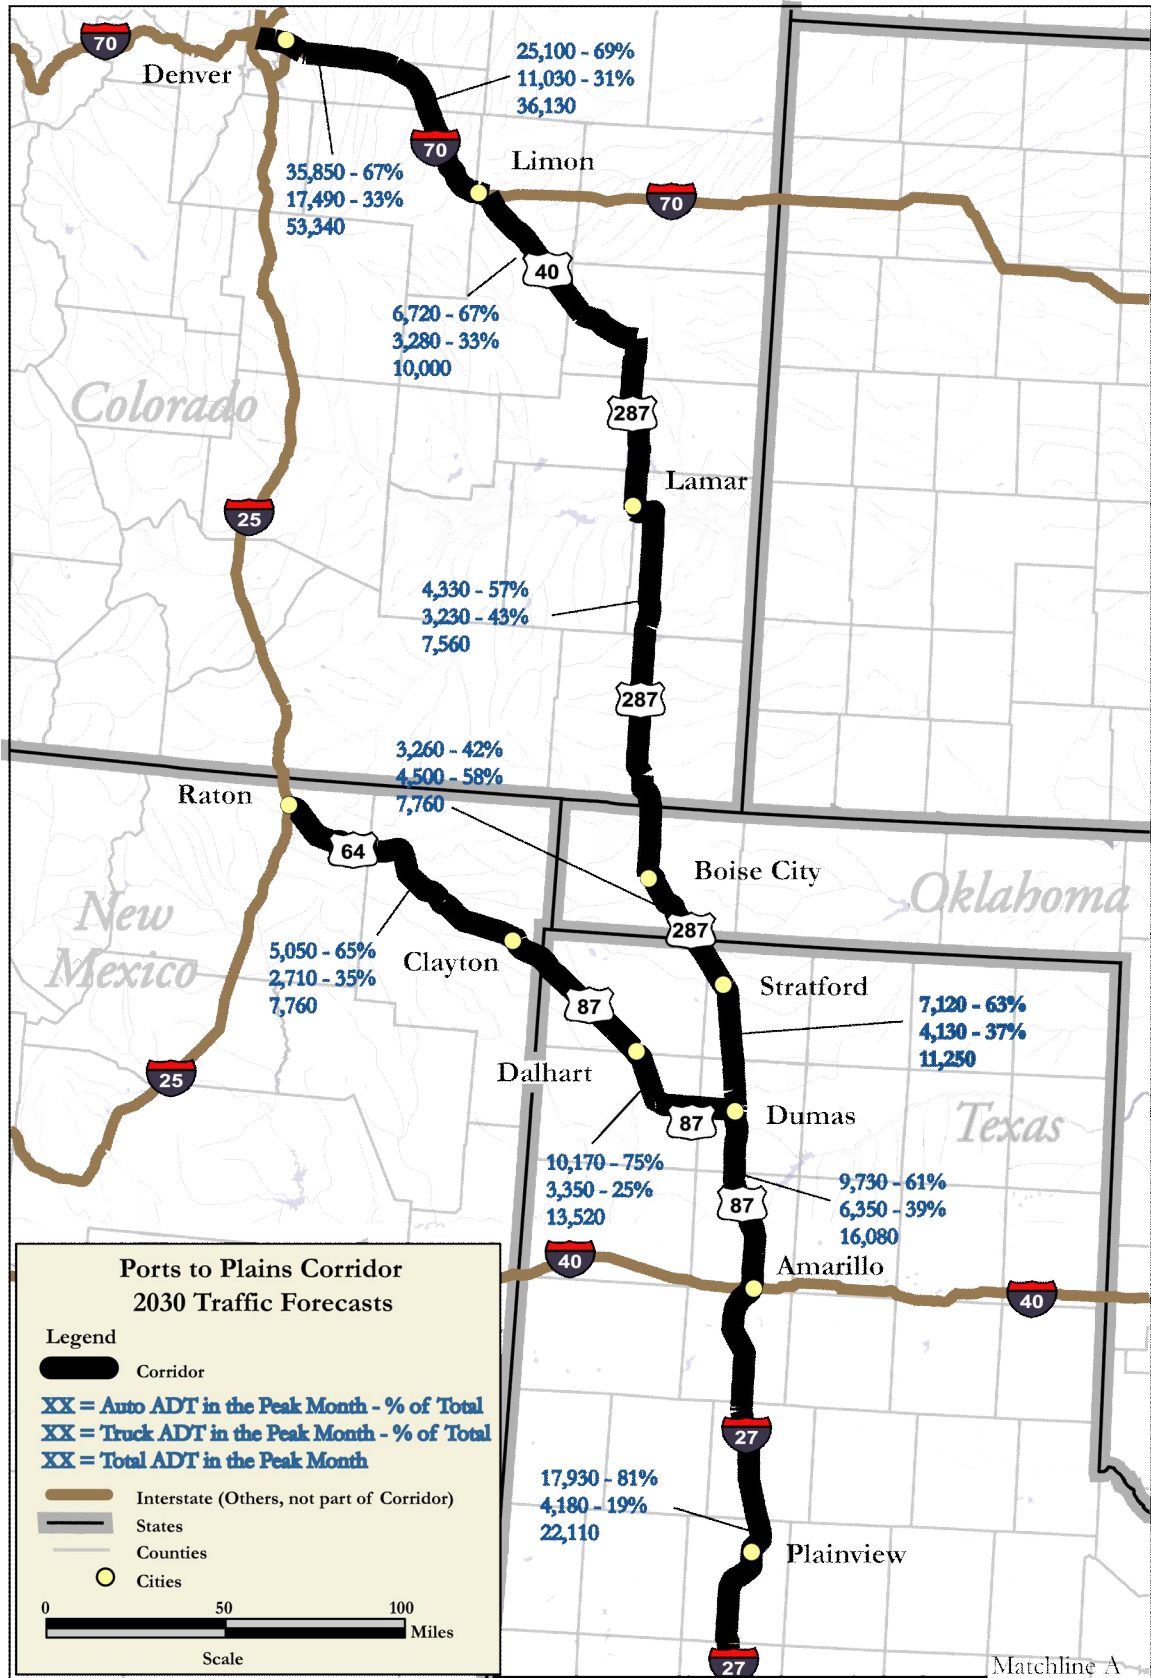 70
Denver
25,100 - 69%
11,030 - 31%
36,130
70
Limon
35,850 - 67%
17,490 - 33%
53,340
70
40
6,720 - 67%
3,280 - 33%
10,000
Colorado
287
Lamar
25
4,330 - 57%
3,230 - 43%
7,560
287
3,260 - 42%
4,500 - 58%
7,760
Raton
64
Boise City
Oklahoma
New
Mexico
287
5,050 - 65%
2,710 - 35%
7,760
Clayton
Stratford
87
7,120 - 63%
4,130 - 37%
11,250
25
Dalhart
87
Dumas
Texas
10,170 - 75%
3,350 - 25%
13,520
9,730 - 61%
6,350 - 39%
16,080
87
40
Amarillo
40
Ports to Plains Corridor
2030 Traffic Forecasts
Legend
Corridor
XX = Auto ADT in the Peak Month - % of Total
XX = Truck ADT in the Peak Month - % of Total
XX = Total ADT in the Peak Month
Interstate (Others, not part of Corridor)
States
Counties
Cities
0 50 100
Miles
Scale
27
17,930 - 81%
4,180 - 19%
22,110
Plainview
27
Matchline A